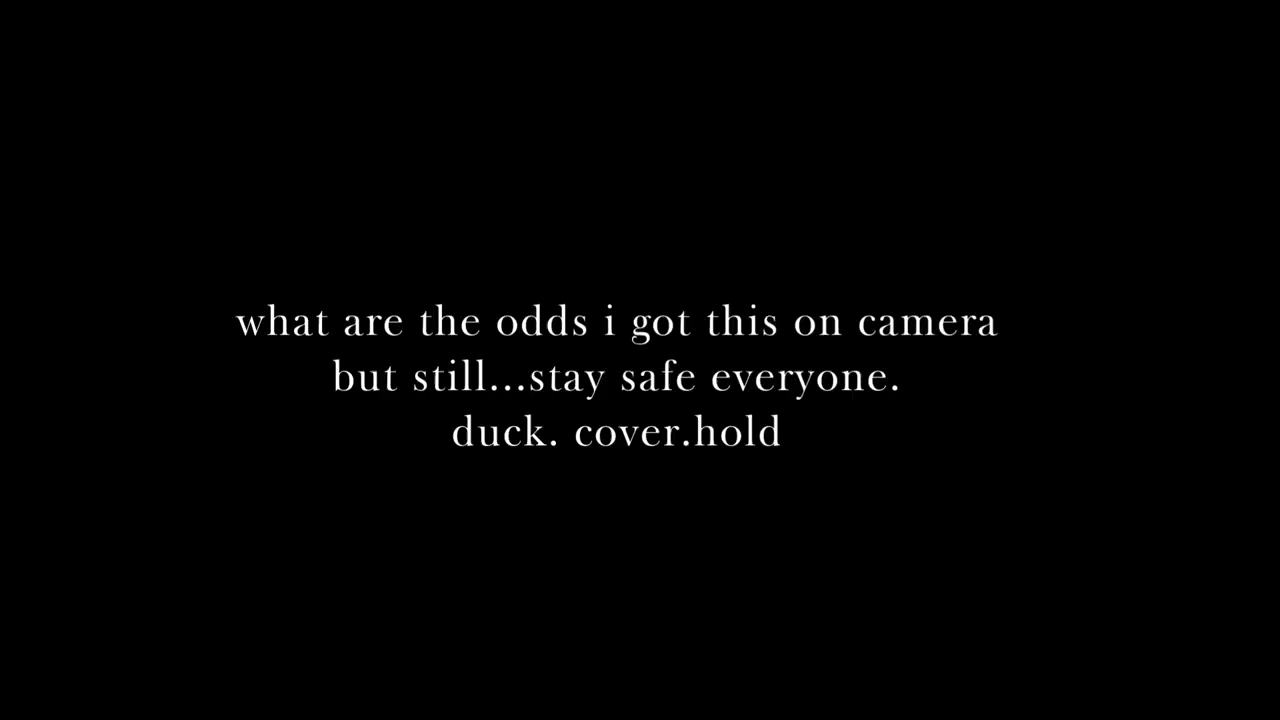 what are the odds i got this on camera
but still...stay safe everyone.
duck. cover.hold